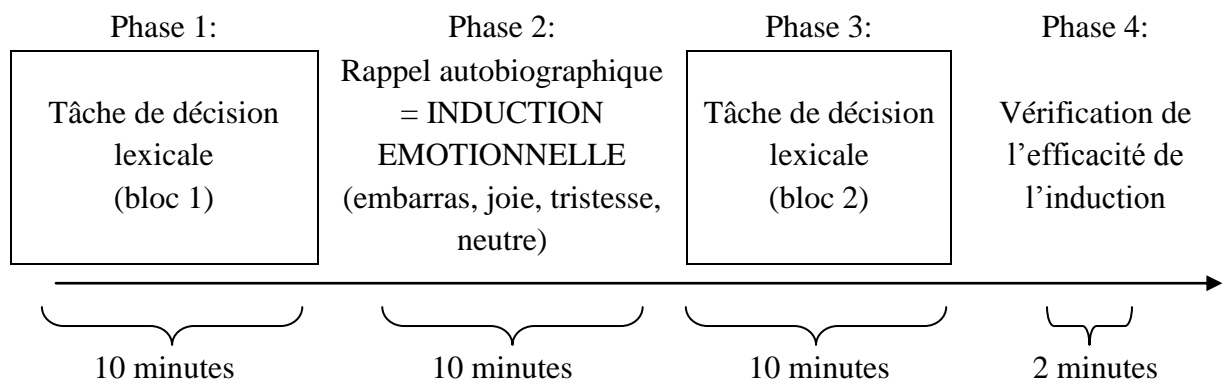 Phase 1:
Tâche de décision
lexicale
(bloc 1)
10 minutes
Phase 2:
Rappel autobiographique
= INDUCTION
EMOTIONNELLE
(embarras, joie, tristesse,
neutre)
10 minutes
Phase 3:
Tâche de décision
lexicale
(bloc 2)
10 minutes
Phase 4:
Vérification de
l’efficacité de
l’induction
2 minutes